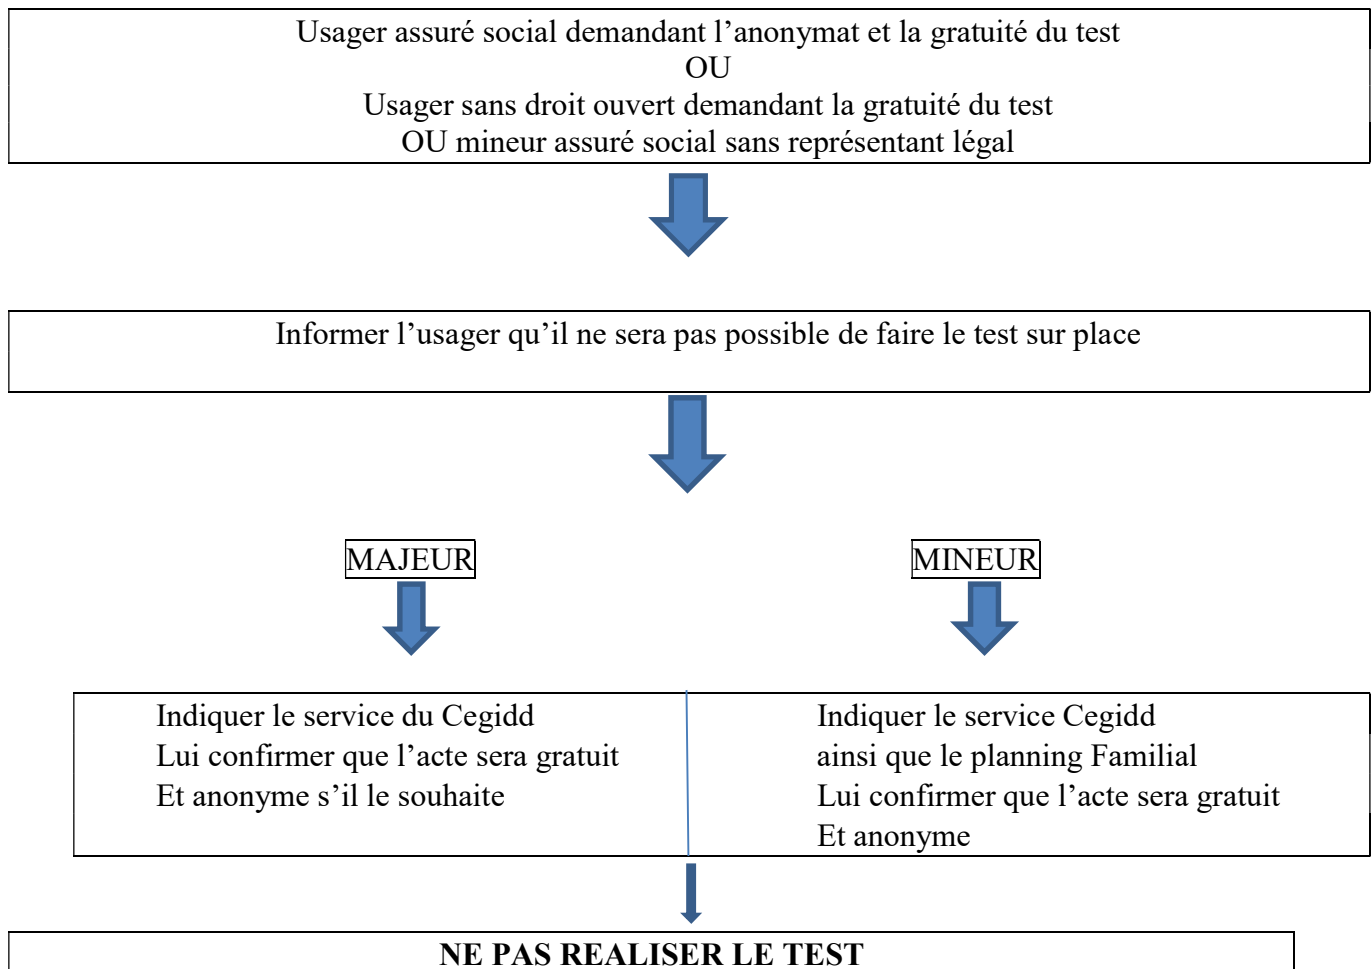 Usager assuré social demandant l’anonymat et la gratuité du test
OU
Usager sans droit ouvert demandant la gratuité du test
OU mineur assuré social sans représentant légal
Informer l’usager qu’il ne sera pas possible de faire le test sur place
MAJEUR
MINEUR
Indiquer le service du Cegidd
Lui confirmer que l’acte sera gratuit
Et anonyme s’il le souhaite
Indiquer le service Cegidd
ainsi que le planning Familial
Lui confirmer que l’acte sera gratuit
Et anonyme
NE PAS REALISER LE TEST